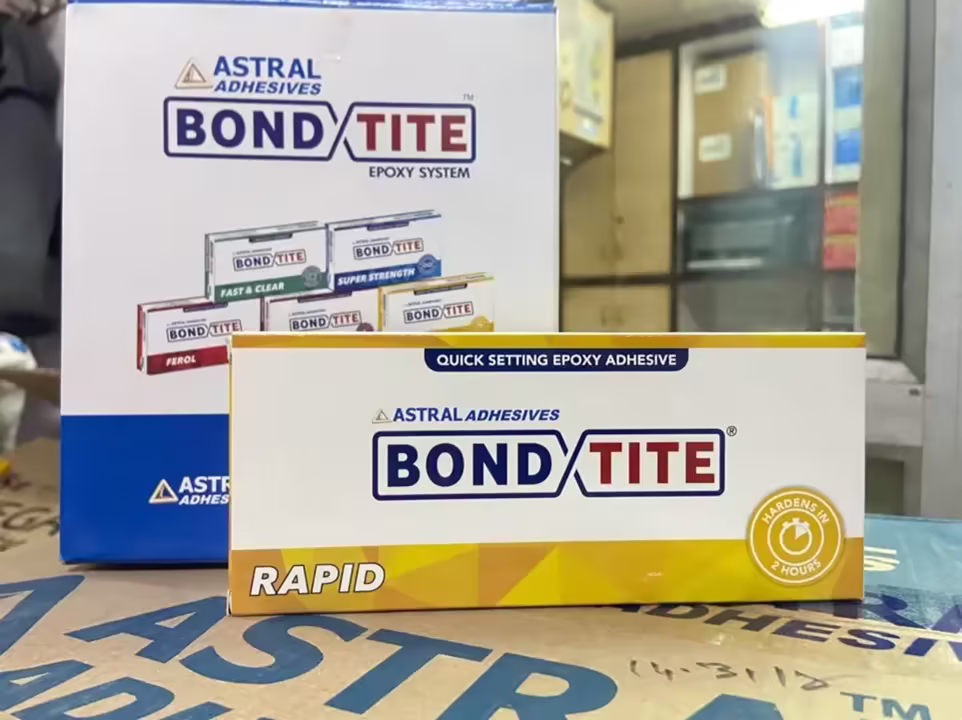 ASTRAL
ADHESIVES
BOND TITE ™
EPOXY SYSTEM
BOND TITE
FAST & CLEAR
BOND TITE
SUPER STRENGTH
BOND TITE
FEROL
BOND TITE
BOND TITE
ASTR
ADHES
QUICK SETTING EPOXY ADHESIVE
ASTRAL ADHESIVES
BOND TITE ®
RAPID
HARDENS IN
2 HOURS
ASTRA ™
ADHESI